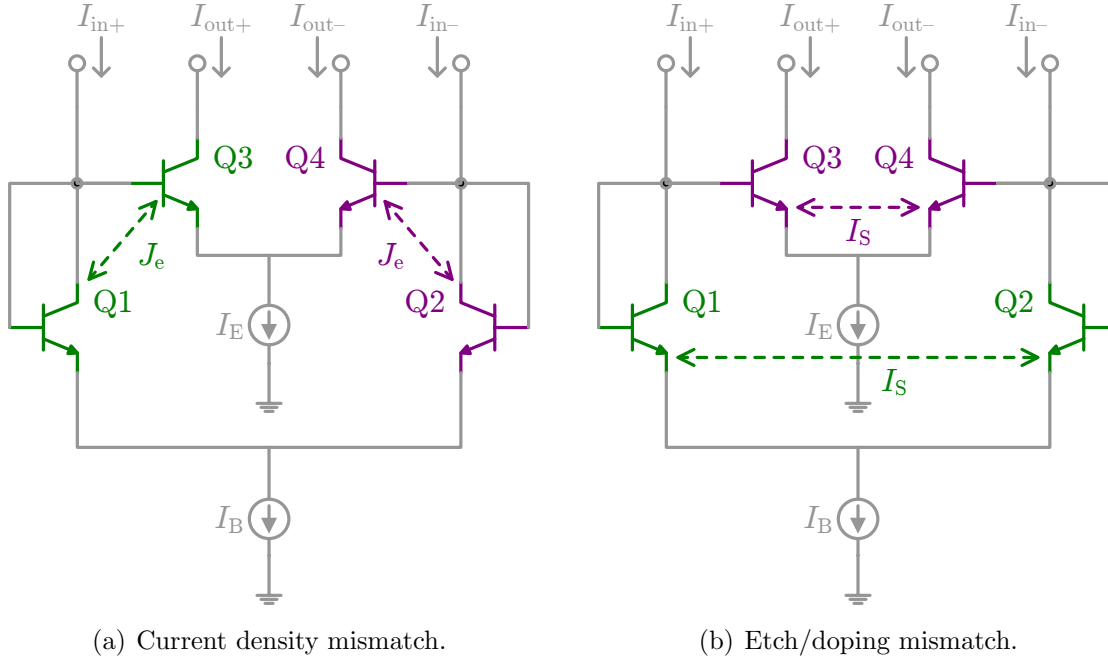 I_in+ I_out+ I_out– I_in–
Q3 Q4
J_e J_e
Q1 Q2
I_E
I_B
(a) Current density mismatch.
I_in+ I_out+ I_out– I_in–
Q3 Q4
I_S
Q1 Q2
I_E
I_S
I_B
(b) Etch/doping mismatch.